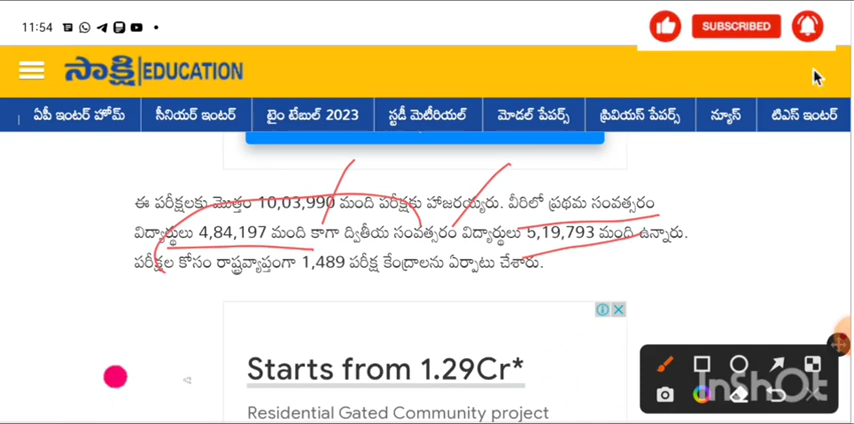 11:54
SUBSCRIBED
సాక్షి EDUCATION
ఏపీ ఇంటర్ హోమ్ సీనియర్ ఇంటర్ టైం టేబుల్ 2023 స్టడీ మెటీరియల్ మోడల్ పేపర్స్ ప్రివియస్ పేపర్స్ న్యూస్ టిఎస్ ఇంటర్
ఈ పరీక్షలకు మొత్తం 10,03,990 మంది పరీక్షకు హాజరయ్యరు. వీరిలో ప్రథమ సంవత్సరం
విద్యార్థులు 4,84,197 మంది కాగా ద్వితీయ సంవత్సరం విద్యార్థులు 5,19,793 మంది ఉన్నారు.
పరీక్షల కోసం రాష్ట్రవ్యాప్తంగా 1,489 పరీక్ష కేంద్రాలను ఏర్పాటు చేశారు.
Starts from 1.29Cr*
Residential Gated Community project
InShOt